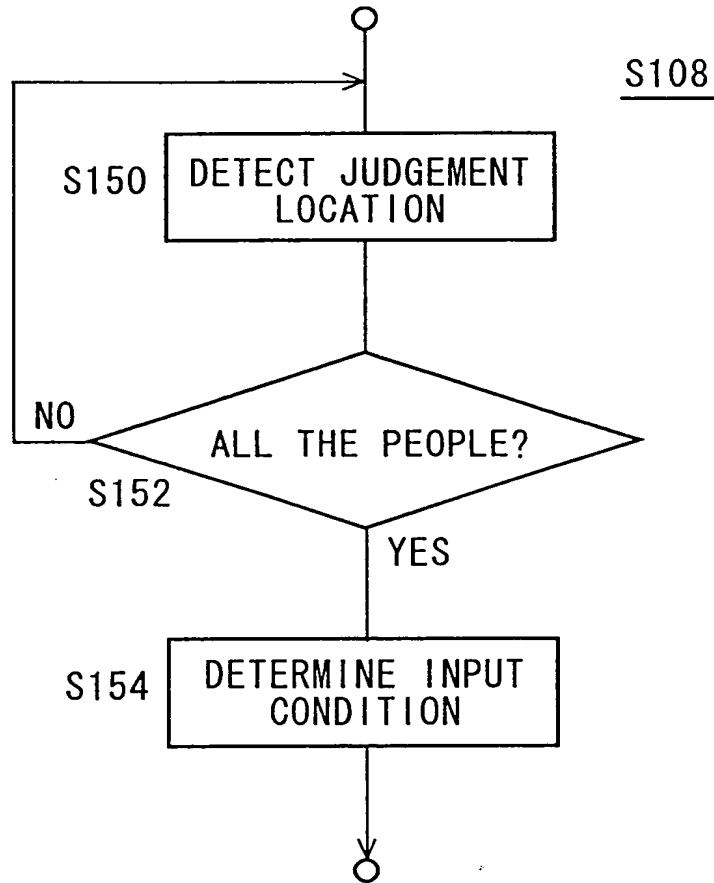 S108
S150
DETECT JUDGEMENT
LOCATION
NO
ALL THE PEOPLE?
S152
YES
S154
DETERMINE INPUT
CONDITION